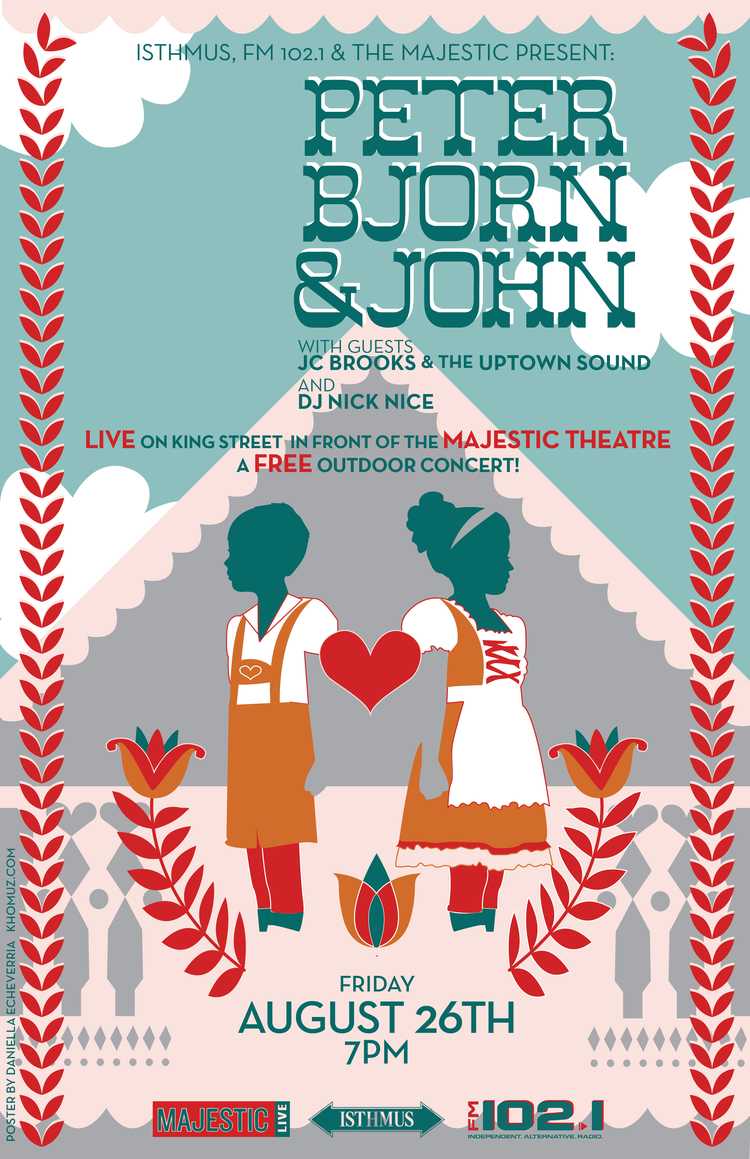 ISTHMUS, FM 102.1 & THE MAJESTIC PRESENT:
PETER
BJORN
& JOHN
WITH GUESTS
JC BROOKS & THE UPTOWN SOUND
AND
DJ NICK NICE
LIVE ON KING STREET IN FRONT OF THE MAJESTIC THEATRE
A FREE OUTDOOR CONCERT!
FRIDAY
AUGUST 26TH
7PM
MAJESTIC LIVE
ISTHMUS
FM 102.1
INDEPENDENT. ALTERNATIVE. RADIO.
POSTER BY DANIELLA ECHEVERRIA KHOMUZ.COM